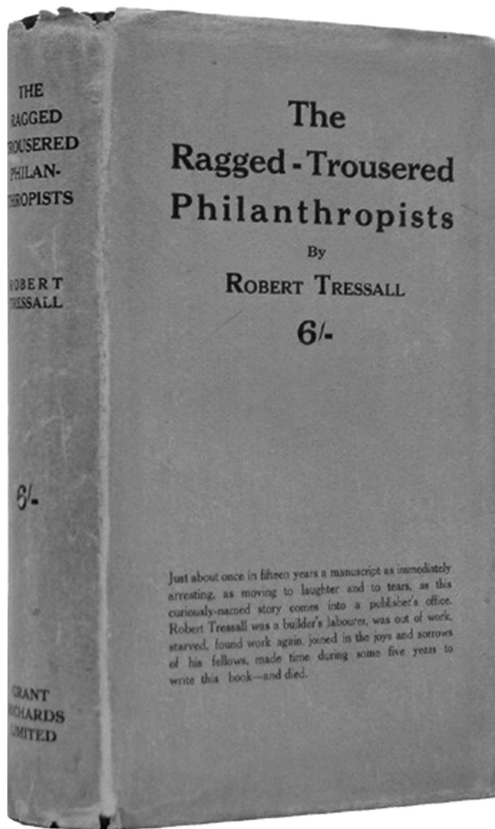 THE
RAGGED
TROUSERED
PHILAN-
THROPISTS
ROBERT
TRESSALL
6/-
GRANT
RICHARDS
LIMITED
The
Ragged-Trousered
Philanthropists
By
ROBERT TRESSALL
6/-
Just about once in fifteen years a manuscript as immediately
arresting, as moving to laughter and to tears, as this
curiously-named story comes into a publisher's office.
Robert Tressall was a builder's labourer, was out of work,
starved, found work again, joined in the joys and sorrows
of his fellows, made time during some five years to
write this book—and died.